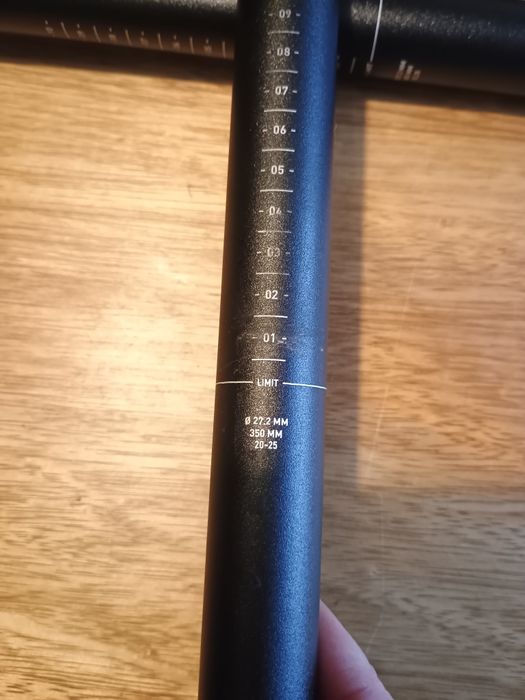 - 09 -
- 08 -
- 07 -
- 06 -
- 05 -
- 04 -
- 03 -
- 02 -
- 01 -
LIMIT
Ø 27.2 MM
350 MM
20-25